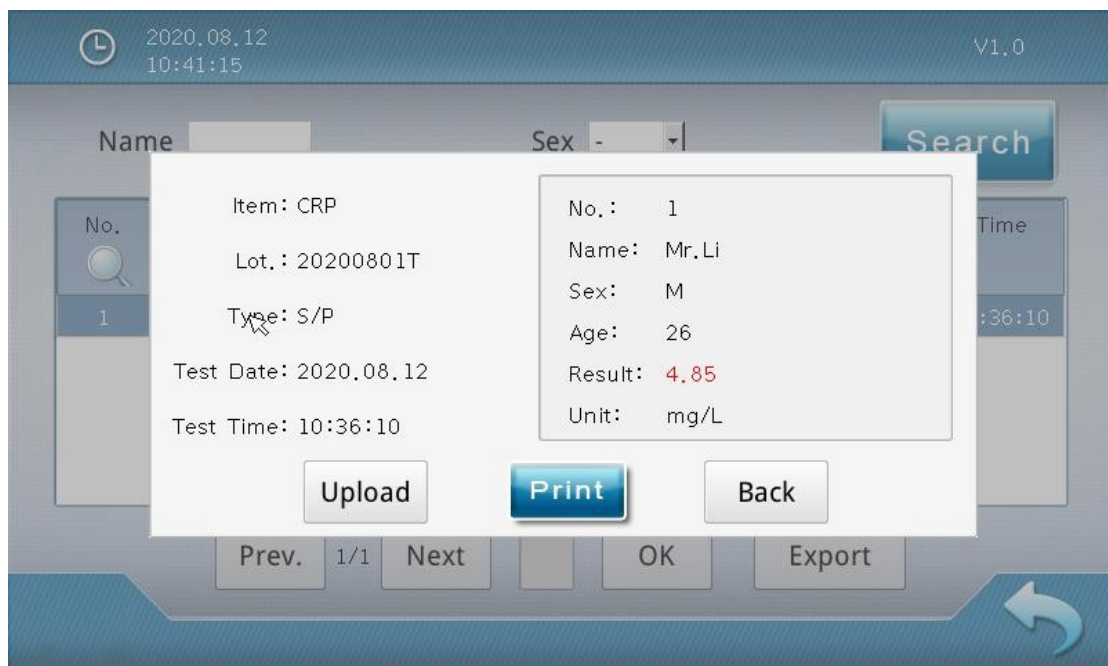 2020.08.12
10:41:15
V1.0
Name
Sex -
Search
No.
Time
1
:36:10
Item: CRP
Lot.: 20200801T
Type: S/P
Test Date: 2020.08.12
Test Time: 10:36:10
No.: 1
Name: Mr.Li
Sex: M
Age: 26
Result: 4.85
Unit: mg/L
Upload
Print
Back
Prev. 1/1 Next
OK
Export